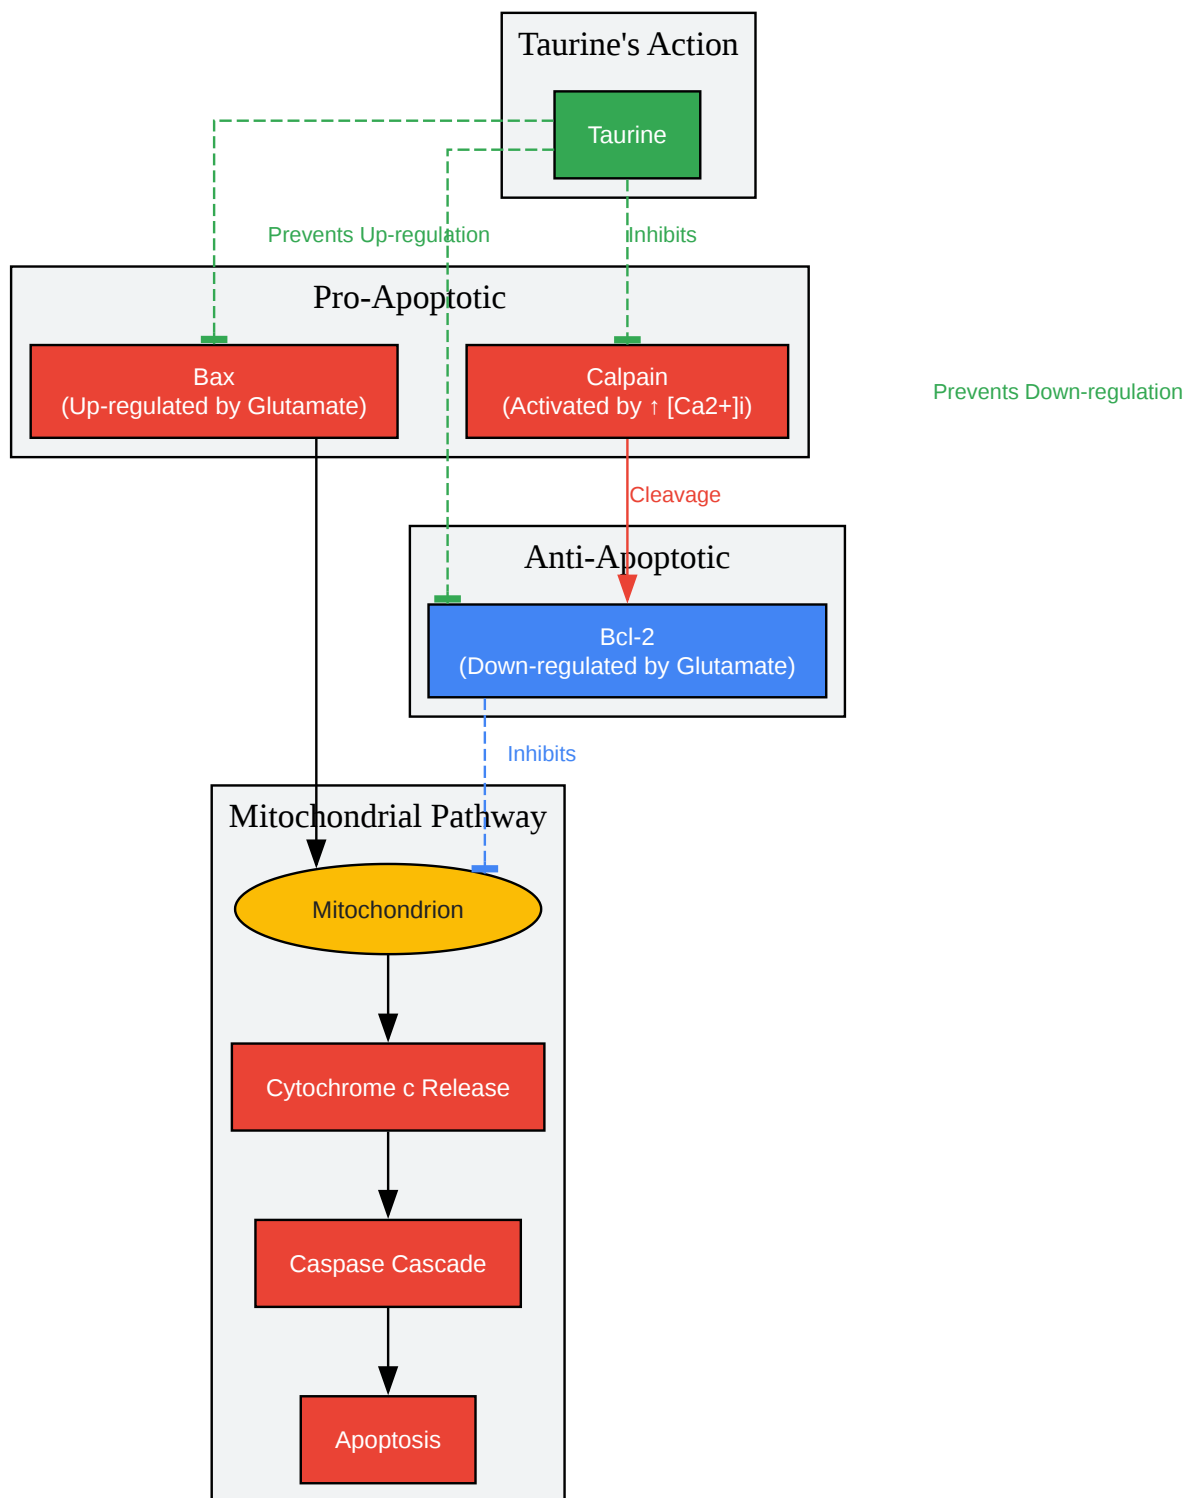 Taurine's Action
Taurine
Prevents Up-regulation
Inhibits
Pro-Apoptotic
Bax
(Up-regulated by Glutamate)
Calpain
(Activated by ↑ [Ca2+]i)
Prevents Down-regulation
Cleavage
Anti-Apoptotic
Bcl-2
(Down-regulated by Glutamate)
Inhibits
Mitochondrial Pathway
Mitochondrion
Cytochrome c Release
Caspase Cascade
Apoptosis